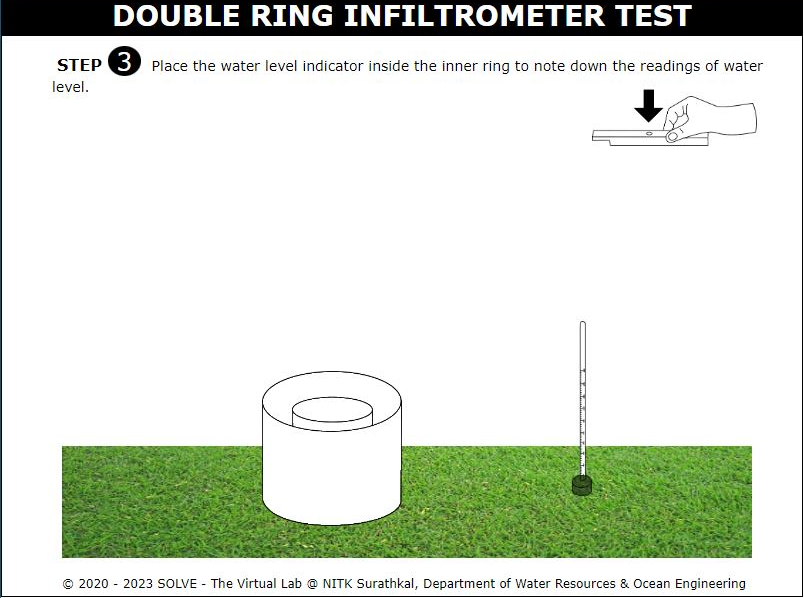 DOUBLE RING INFILTROMETER TEST
STEP 3 Place the water level indicator inside the inner ring to note down the readings of water
level.
© 2020 - 2023 SOLVE - The Virtual Lab @ NITK Surathkal, Department of Water Resources & Ocean Engineering